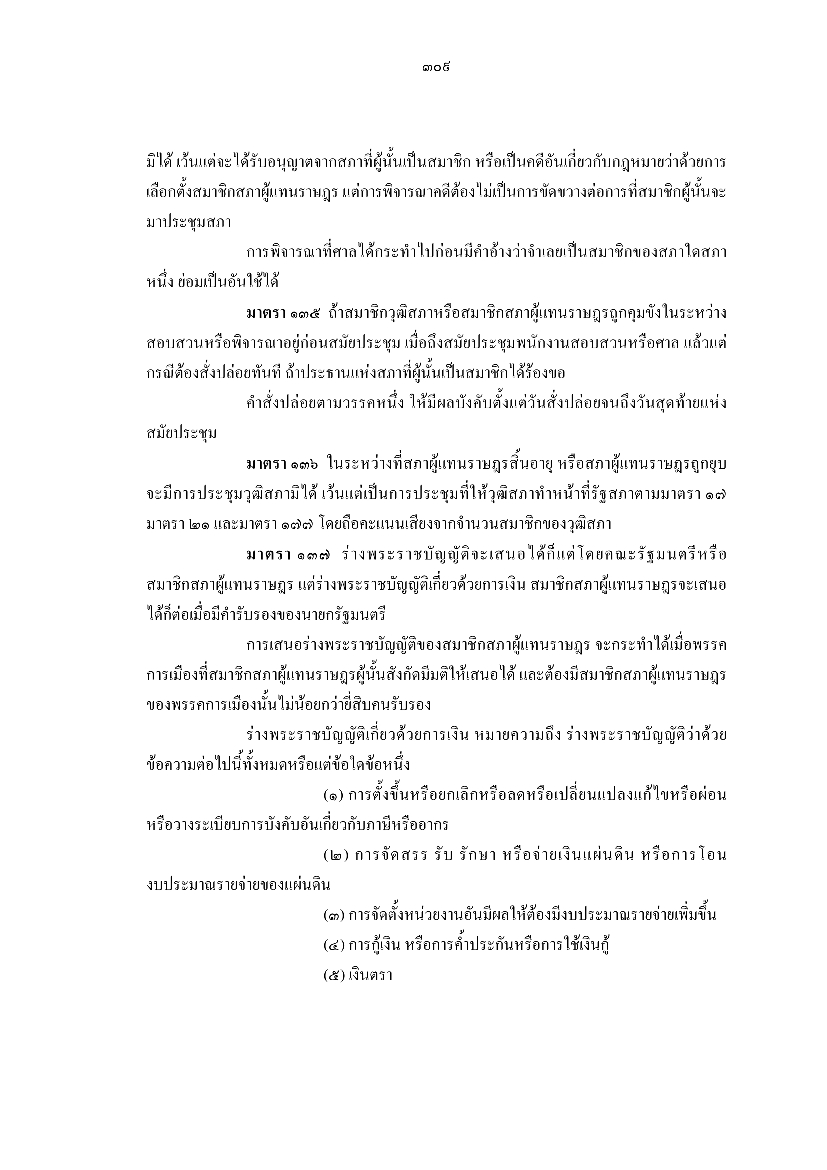 ๓๐๙
มิได้ เว้นแต่จะได้รับอนุญาตจากสภาที่ผู้นั้นเป็นสมาชิก หรือเป็นคดีอันเกี่ยวกับกฎหมายว่าด้วยการ
เลือกตั้งสมาชิกสภาผู้แทนราษฎร แต่การพิจารณาคดีต้องไม่เป็นการขัดขวางต่อการที่สมาชิกผู้นั้นจะ
มาประชุมสภา
การพิจารณาที่ศาลได้กระทำไปก่อนมีคำอ้างว่าจำเลยเป็นสมาชิกของสภาใดสภา
หนึ่ง ย่อมเป็นอันใช้ได้
มาตรา ๑๓๕ ถ้าสมาชิกวุฒิสภาหรือสมาชิกสภาผู้แทนราษฎรถูกคุมขังในระหว่าง
สอบสวนหรือพิจารณาอยู่ก่อนสมัยประชุม เมื่อถึงสมัยประชุมพนักงานสอบสวนหรือศาล แล้วแต่
กรณีต้องสั่งปล่อยทันที ถ้าประธานแห่งสภาที่ผู้นั้นเป็นสมาชิกได้ร้องขอ
คำสั่งปล่อยตามวรรคหนึ่ง ให้มีผลบังคับตั้งแต่วันสั่งปล่อยจนถึงวันสุดท้ายแห่ง
สมัยประชุม
มาตรา ๑๓๖ ในระหว่างที่สภาผู้แทนราษฎรสิ้นอายุ หรือสภาผู้แทนราษฎรถูกยุบ
จะมีการประชุมวุฒิสภามิได้ เว้นแต่เป็นการประชุมที่ให้วุฒิสภาทำหน้าที่รัฐสภาตามมาตรา ๑๗
มาตรา ๒๑ และมาตรา ๑๗๗ โดยถือคะแนนเสียงจากจำนวนสมาชิกของวุฒิสภา
มาตรา ๑๓๗ ร่างพระราชบัญญัติจะเสนอได้ก็แต่โดยคณะรัฐมนตรีหรือ
สมาชิกสภาผู้แทนราษฎร แต่ร่างพระราชบัญญัติเกี่ยวด้วยการเงิน สมาชิกสภาผู้แทนราษฎรจะเสนอ
ได้ก็ต่อเมื่อมีคำรับรองของนายกรัฐมนตรี
การเสนอร่างพระราชบัญญัติของสมาชิกสภาผู้แทนราษฎร จะกระทำได้เมื่อพรรค
การเมืองที่สมาชิกสภาผู้แทนราษฎรผู้นั้นสังกัดมีมติให้เสนอได้ และต้องมีสมาชิกสภาผู้แทนราษฎร
ของพรรคการเมืองนั้นไม่น้อยกว่ายี่สิบคนรับรอง
ร่างพระราชบัญญัติเกี่ยวด้วยการเงิน หมายความถึง ร่างพระราชบัญญัติว่าด้วย
ข้อความต่อไปนี้ทั้งหมดหรือแต่ข้อใดข้อหนึ่ง
(๑) การตั้งขึ้นหรือยกเลิกหรือลดหรือเปลี่ยนแปลงแก้ไขหรือผ่อน
หรือวางระเบียบการบังคับอันเกี่ยวกับภาษีหรืออากร
(๒) การจัดสรร รับ รักษา หรือจ่ายเงินแผ่นดิน หรือการโอน
งบประมาณรายจ่ายของแผ่นดิน
(๓) การจัดตั้งหน่วยงานอันมีผลให้ต้องมีงบประมาณรายจ่ายเพิ่มขึ้น
(๔) การกู้เงิน หรือการค้ำประกันหรือการใช้เงินกู้
(๕) เงินตรา